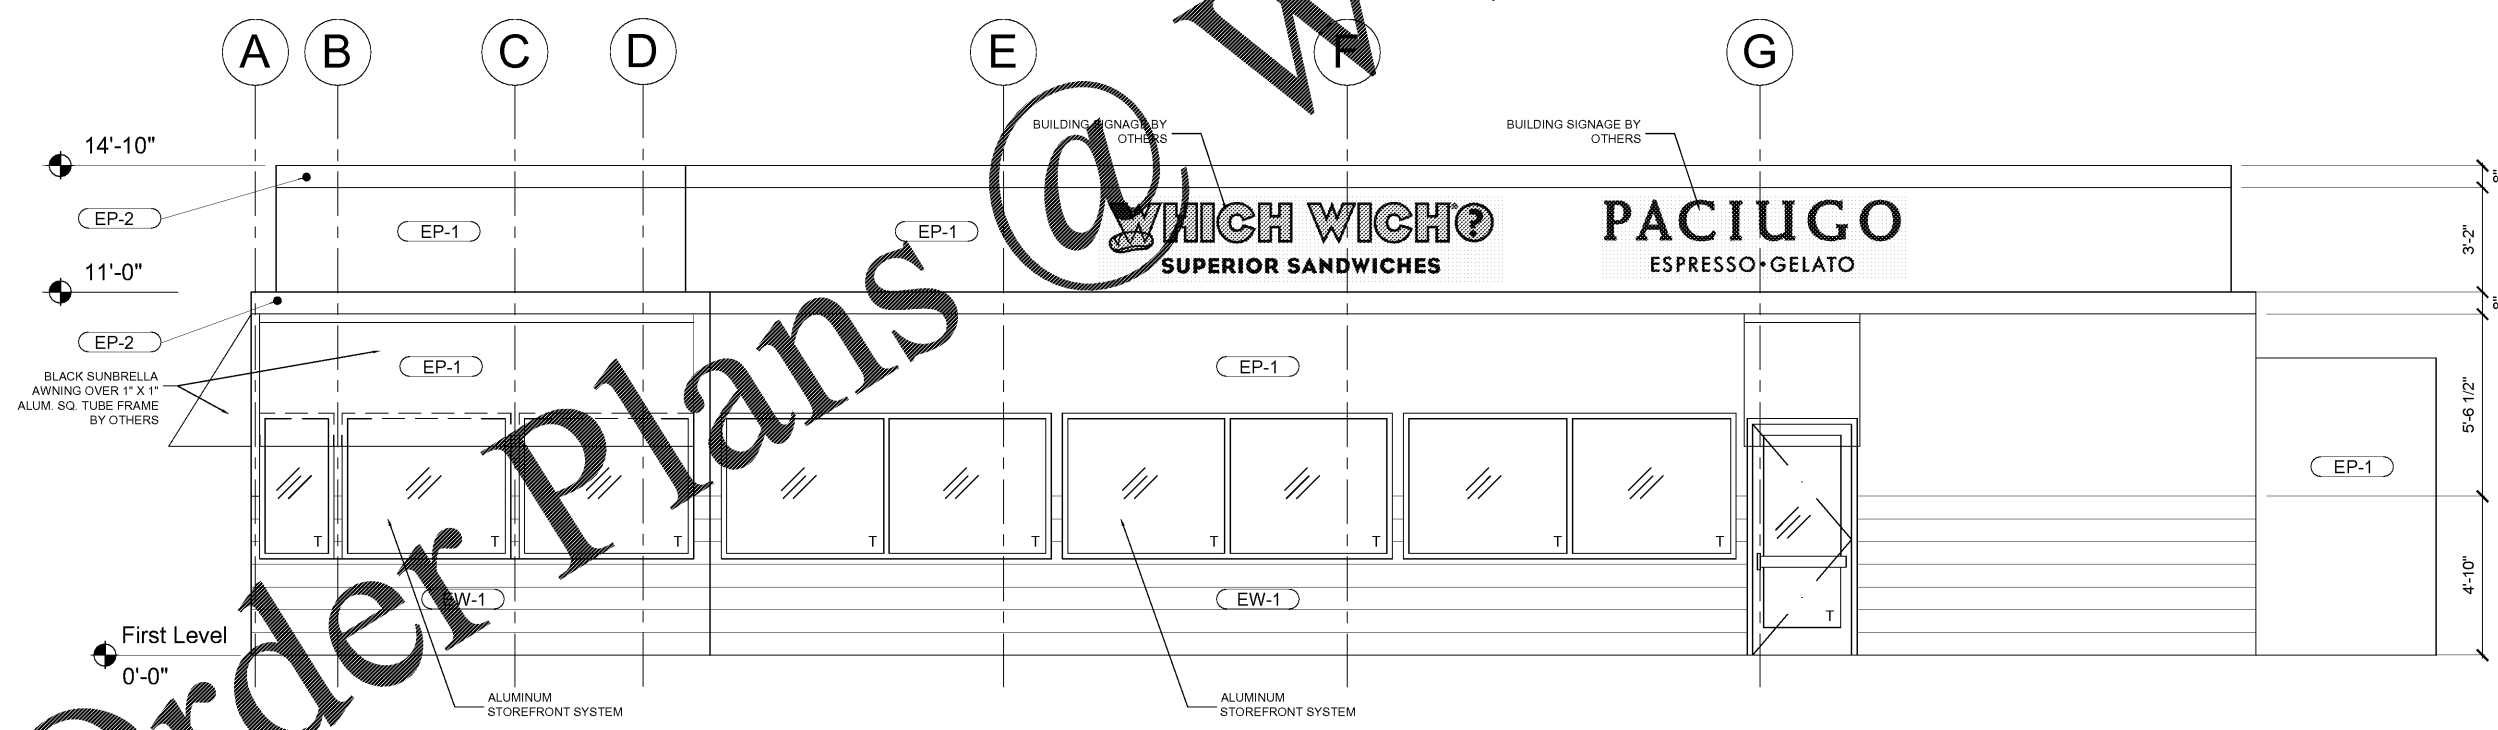 A B C D E F G
BUILDING SIGNAGE BY
OTHERS
BUILDING SIGNAGE BY
OTHERS
14'-10"
8"
EP-2
EP-1
EP-1
WHICH WICH®?
SUPERIOR SANDWICHES
PACIUGO
ESPRESSO•GELATO
3'-2"
11'-0"
8"
EP-2
EP-1
EP-1
BLACK SUNBRELLA
AWNING OVER 1" X 1"
ALUM. SQ. TUBE FRAME
BY OTHERS
5'-6 1/2"
EP-1
T T T T T T T T T
T
EW-1
EW-1
4'-10"
First Level
0'-0"
ALUMINUM
STOREFRONT SYSTEM
ALUMINUM
STOREFRONT SYSTEM
Order Plans @ W